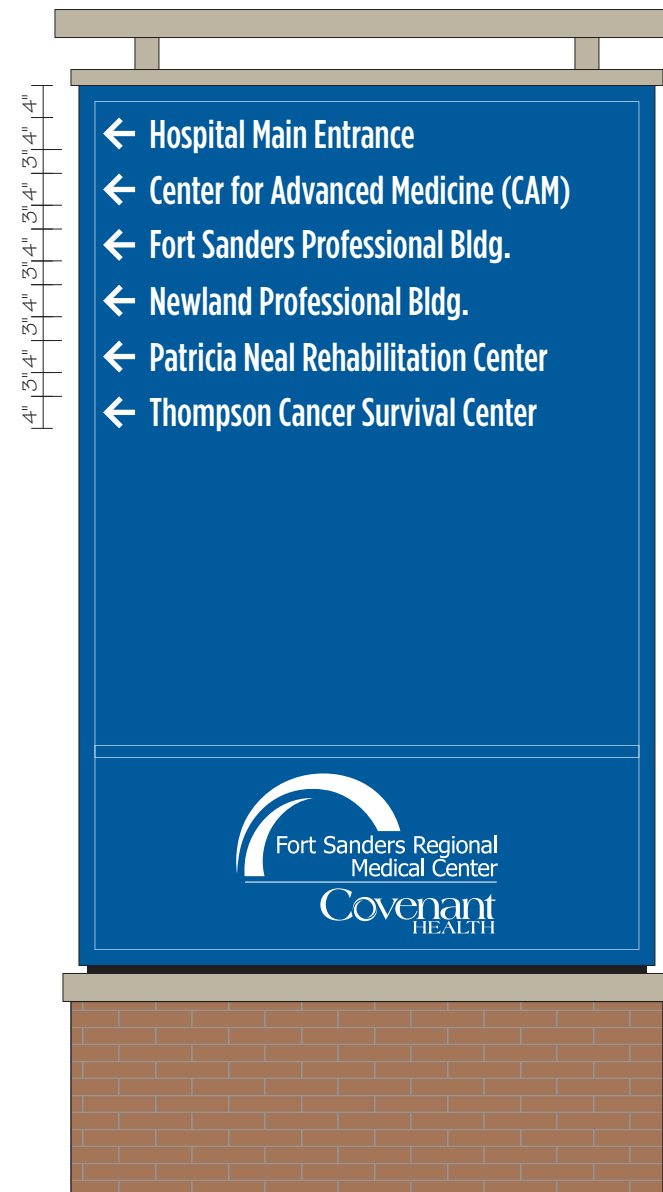 4"
4"
3"
4"
3"
4"
3"
4"
3"
4"
3"
4"
← Hospital Main Entrance
← Center for Advanced Medicine (CAM)
← Fort Sanders Professional Bldg.
← Newland Professional Bldg.
← Patricia Neal Rehabilitation Center
← Thompson Cancer Survival Center
Fort Sanders Regional
Medical Center
Covenant
HEALTH